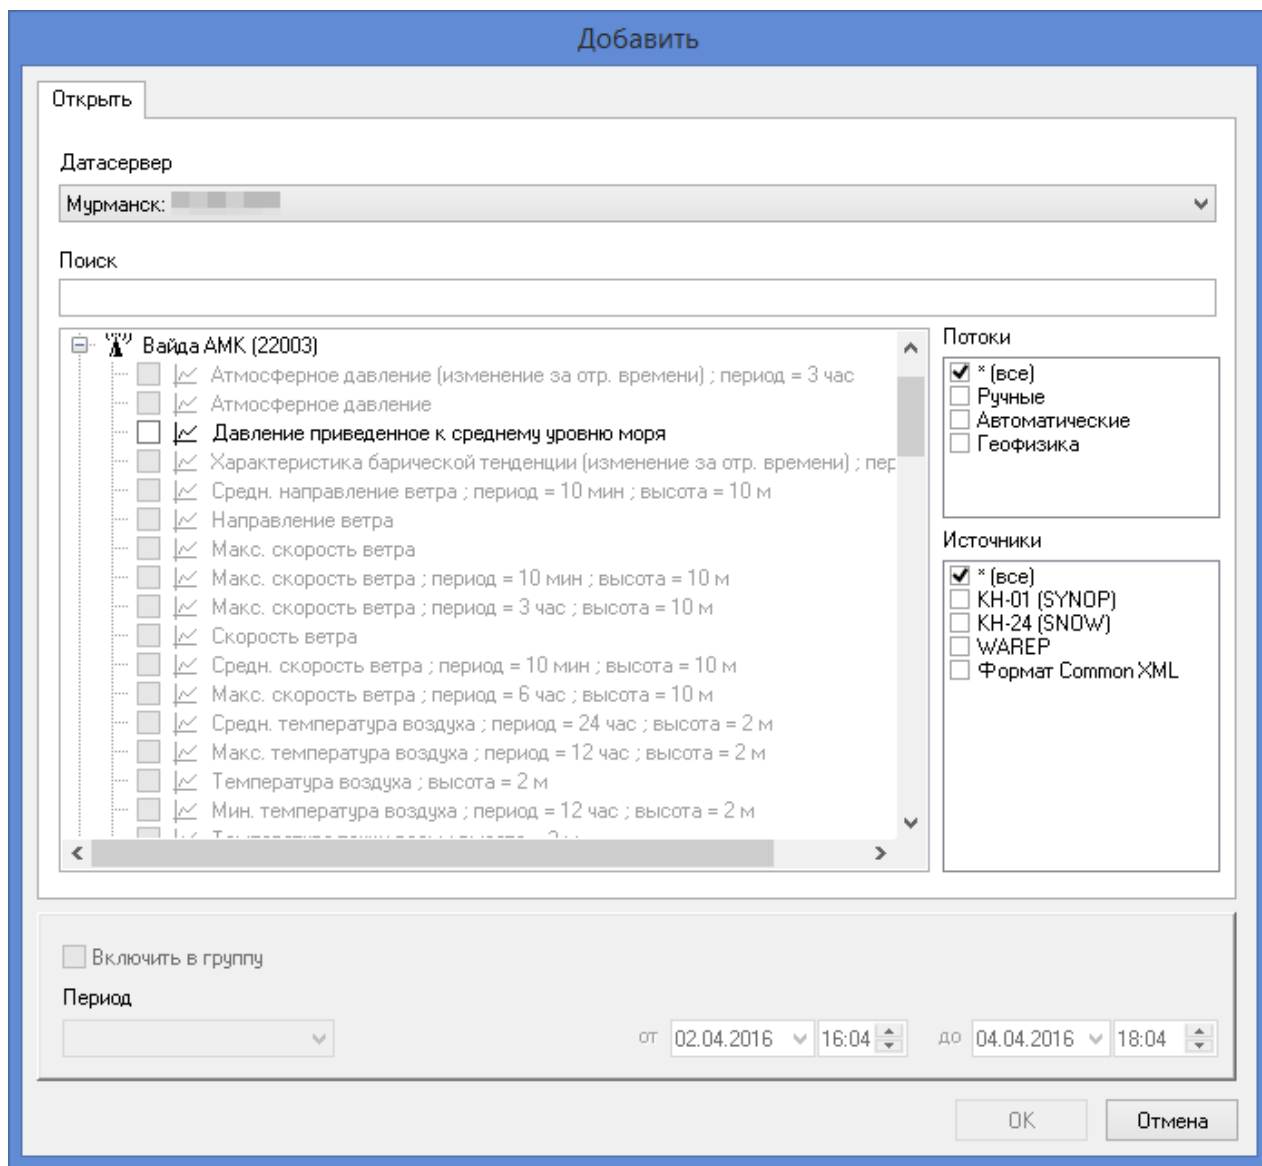 Добавить
Открыть
Датасервер
Мурманск:
Поиск
Вайда АМК (22003)
Атмосферное давление (изменение за отр. времени) ; период = 3 час
Атмосферное давление
Давление приведенное к среднему уровню моря
Характеристика барической тенденции (изменение за отр. времени) ; пер
Средн. направление ветра ; период = 10 мин ; высота = 10 м
Направление ветра
Макс. скорость ветра
Макс. скорость ветра ; период = 10 мин ; высота = 10 м
Макс. скорость ветра ; период = 3 час ; высота = 10 м
Скорость ветра
Средн. скорость ветра ; период = 10 мин ; высота = 10 м
Макс. скорость ветра ; период = 6 час ; высота = 10 м
Средн. температура воздуха ; период = 24 час ; высота = 2 м
Макс. температура воздуха ; период = 12 час ; высота = 2 м
Температура воздуха ; высота = 2 м
Мин. температура воздуха ; период = 12 час ; высота = 2 м
Потоки
* (все)
Ручные
Автоматические
Геофизика
Источники
* (все)
КН-01 (SYNOP)
КН-24 (SNOW)
WAREP
Формат Common XML
Включить в группу
Период
от 02.04.2016 16:04 до 04.04.2016 18:04
OK Отмена